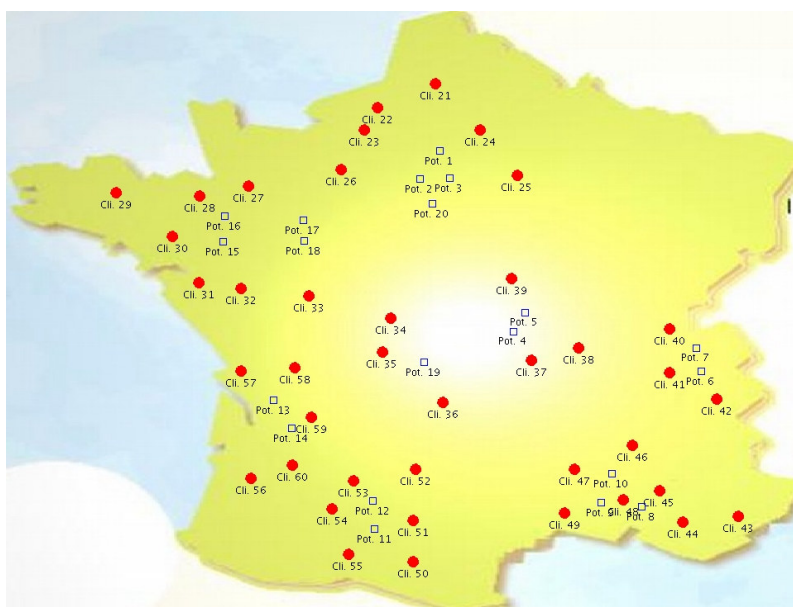 Cli. 21
Cli. 22
Cli. 23
Cli. 24
Pot. 1
Cli. 26
Pot. 2
Pot. 3
Cli. 25
Cli. 29
Cli. 28
Cli. 27
Pot. 20
Pot. 16
Pot. 17
Cli. 30
Pot. 15
Pot. 18
Cli. 31
Cli. 32
Cli. 39
Cli. 33
Pot. 5
Cli. 34
Pot. 4
Cli. 40
Pot. 7
Cli. 35
Pot. 19
Cli. 37
Cli. 38
Cli. 57
Cli. 58
Cli. 41
Pot. 6
Pot. 13
Cli. 36
Cli. 42
Cli. 59
Pot. 14
Cli. 46
Cli. 60
Cli. 52
Cli. 47
Pot. 10
Cli. 56
Cli. 53
Pot. 12
Cli. 45
Pot. 9
Cli. 48
Pot. 8
Cli. 54
Cli. 49
Cli. 51
Cli. 43
Pot. 11
Cli. 44
Cli. 55
Cli. 50